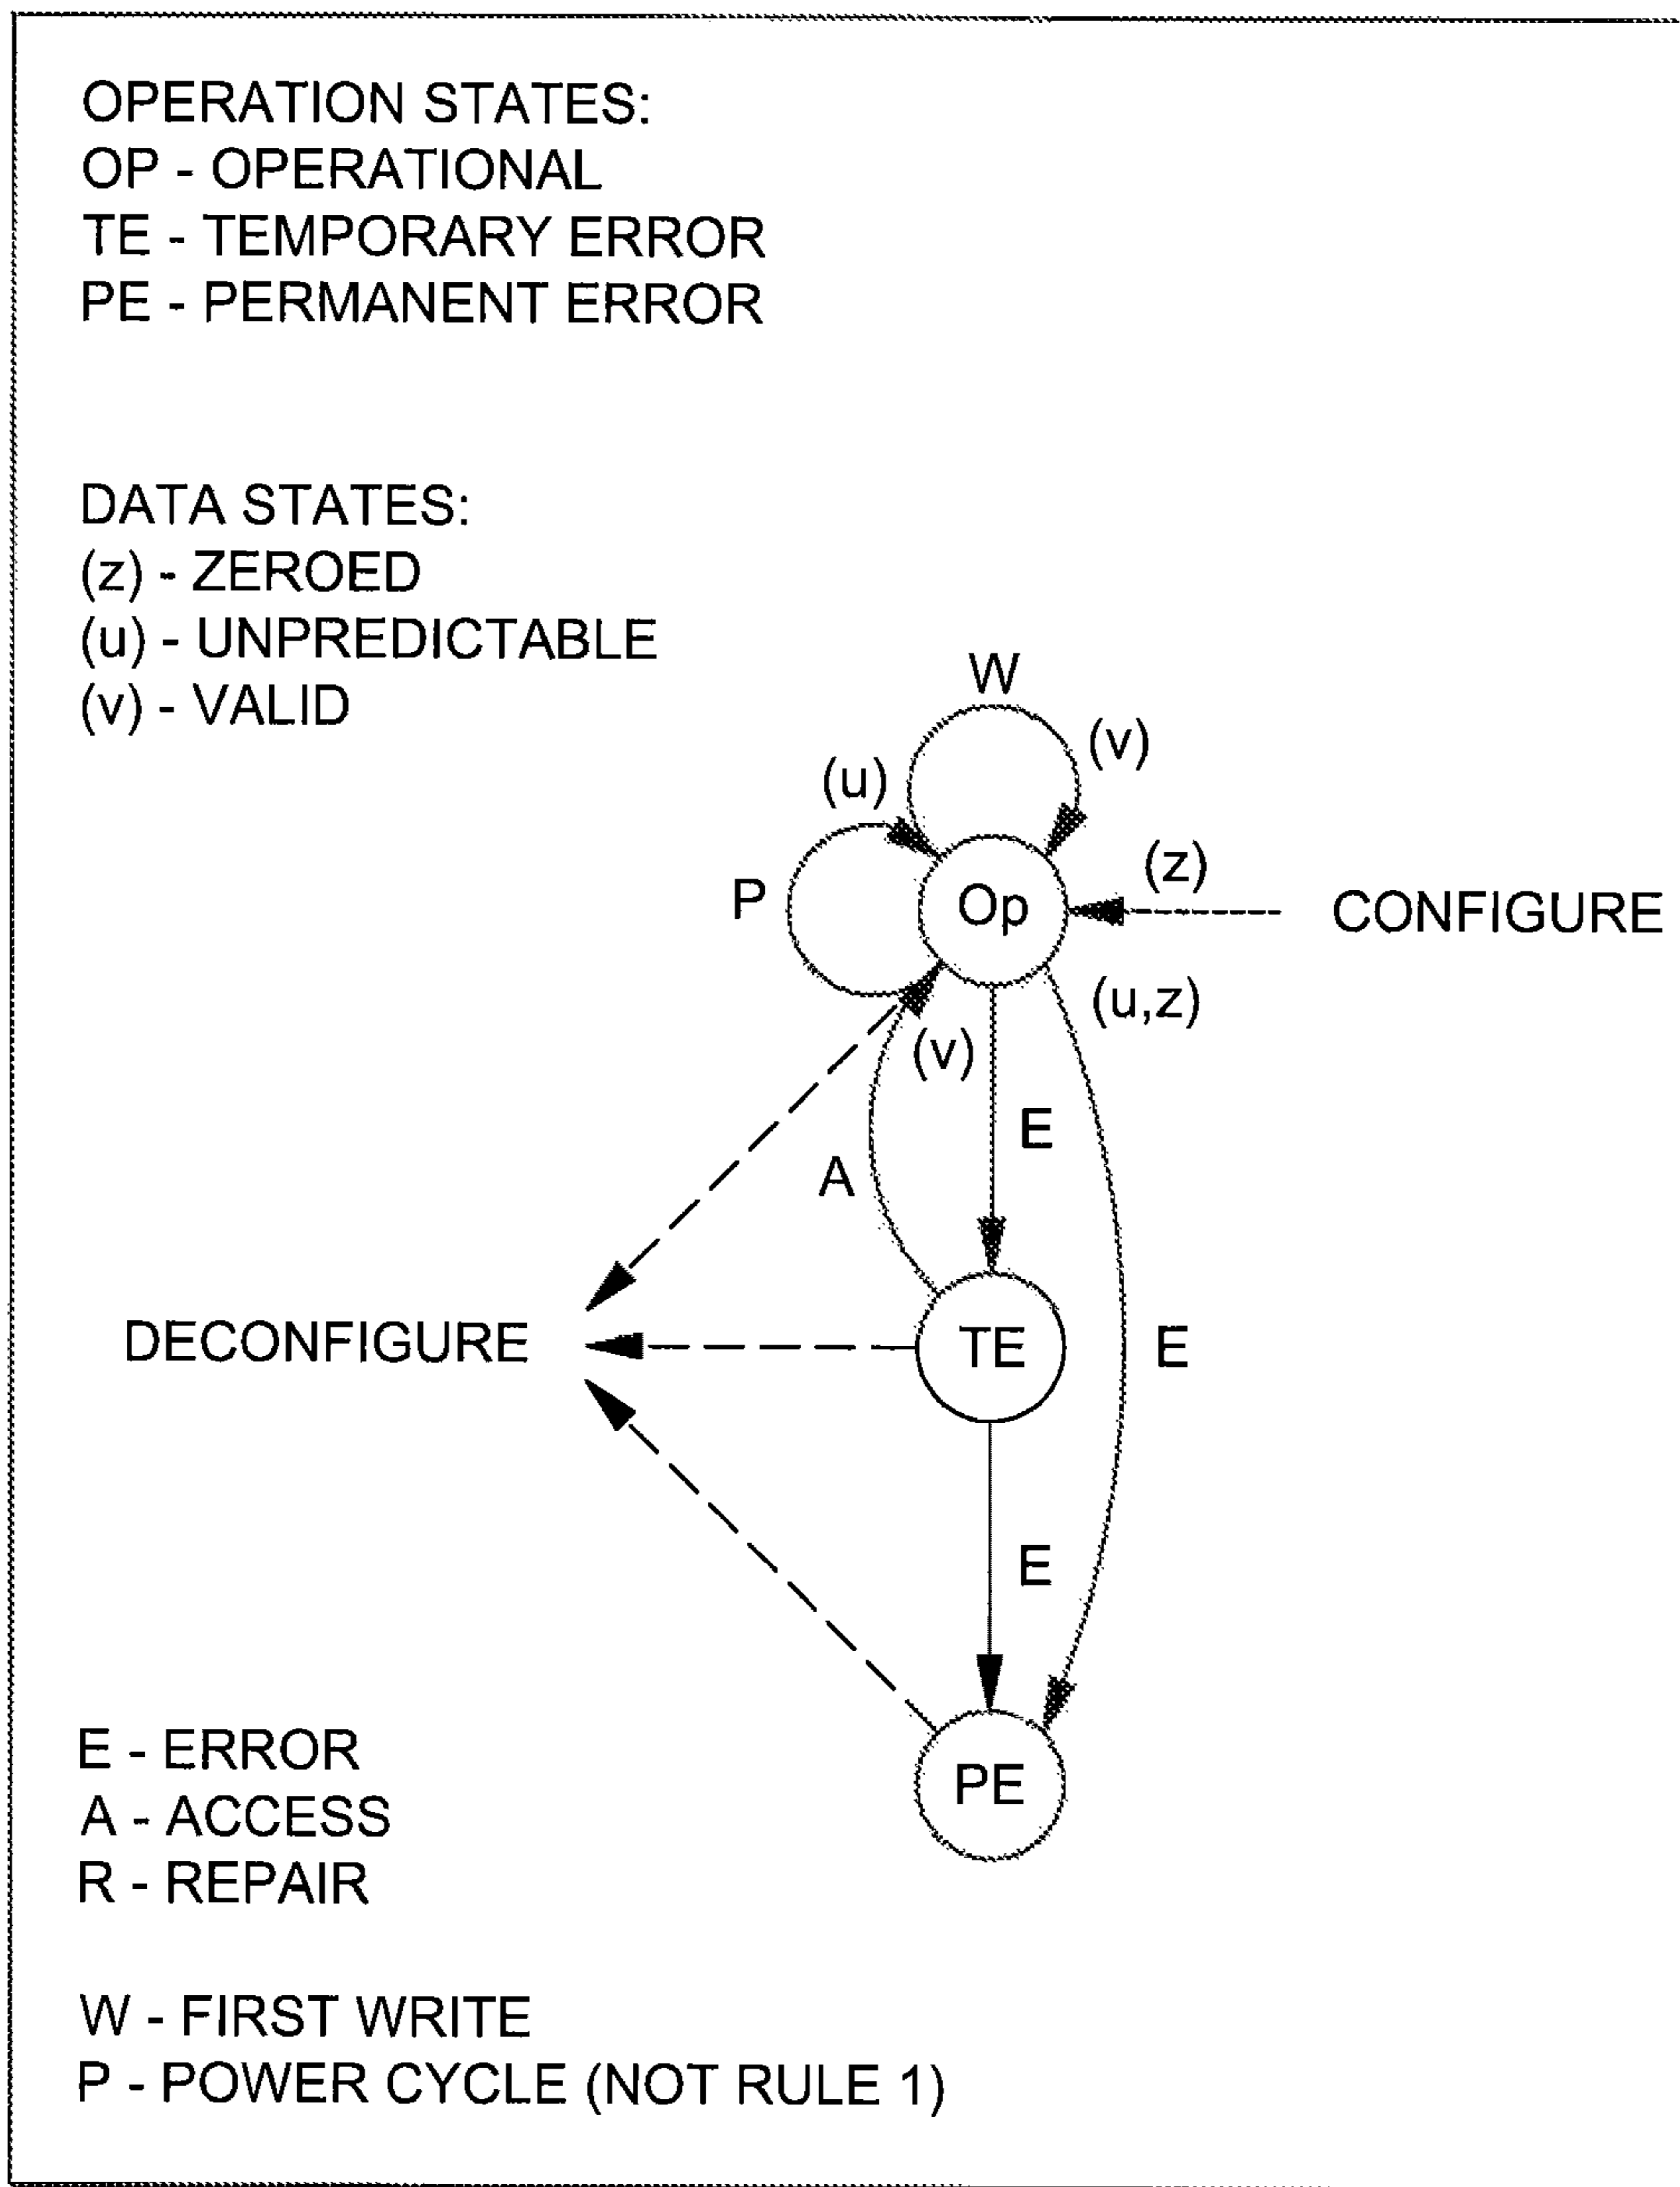 OPERATION STATES:
OP - OPERATIONAL
TE - TEMPORARY ERROR
PE - PERMANENT ERROR
DATA STATES:
(z) - ZEROED
(u) - UNPREDICTABLE
(v) - VALID
W
(v)
(u)
(z)
P
Op
CONFIGURE
(u,z)
(v)
E
A
DECONFIGURE
TE
E
E
PE
E - ERROR
A - ACCESS
R - REPAIR
W - FIRST WRITE
P - POWER CYCLE (NOT RULE 1)